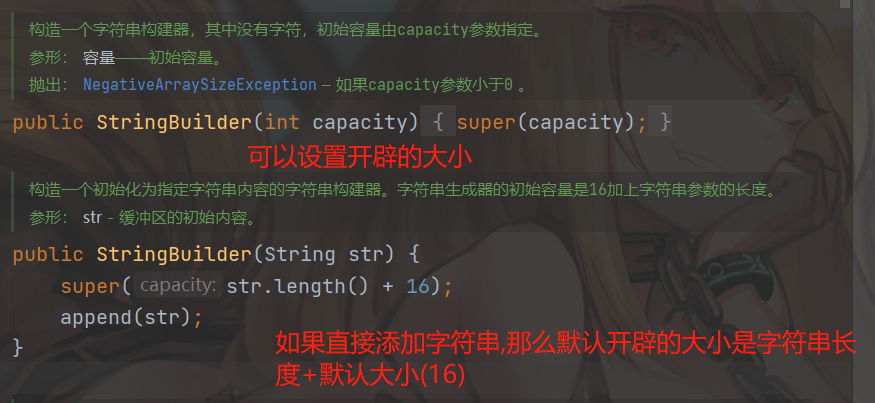 构造一个字符串构建器，其中没有字符，初始容量由capacity参数指定。
参形： 容量——初始容量。
抛出： NegativeArraySizeException – 如果capacity参数小于0 。
public StringBuilder(int capacity) { super(capacity); }
可以设置开辟的大小
构造一个初始化为指定字符串内容的字符串构建器。字符串生成器的初始容量是16加上字符串参数的长度。
参形： str - 缓冲区的初始内容。
public StringBuilder(String str) {
super( capacity: str.length() + 16);
append(str);
}
如果直接添加字符串,那么默认开辟的大小是字符串长
度+默认大小(16)